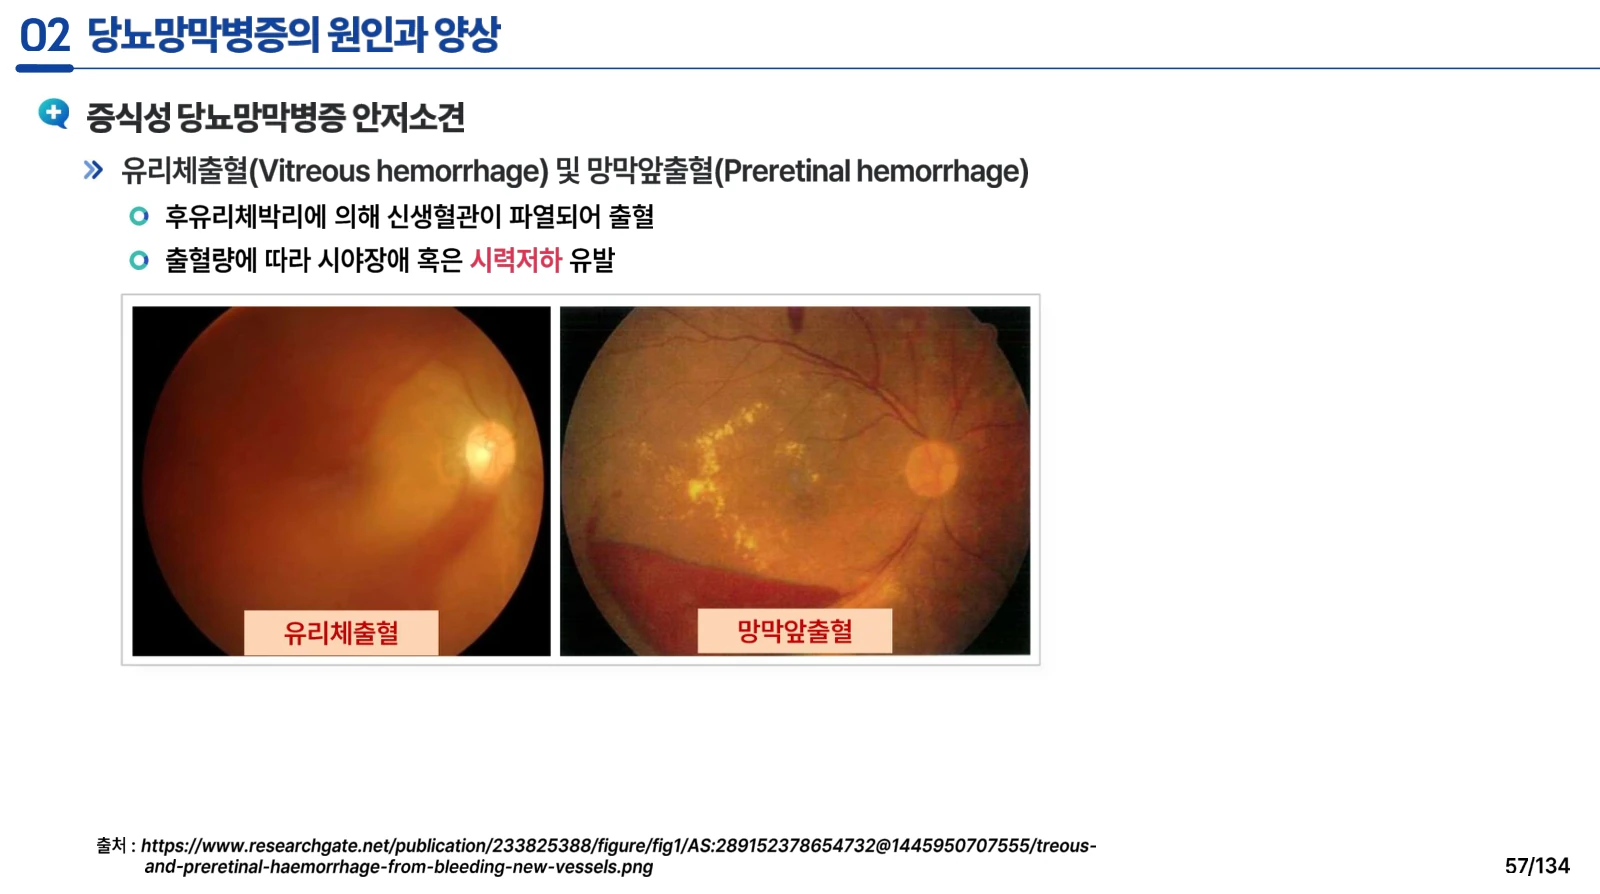 02 당뇨망막병증의 원인과 양상
증식성 당뇨망막병증 안저소견
유리체출혈(Vitreous hemorrhage) 및 망막앞출혈(Preretinal hemorrhage)
후유리체박리에 의해 신생혈관이 파열되어 출혈
출혈량에 따라 시야장애 혹은 시력저하 유발
유리체출혈
망막앞출혈
출처 : https://www.researchgate.net/publication/233825388/figure/fig1/AS:289152378654732@1445950707555/treous-
and-preretinal-haemorrhage-from-bleeding-new-vessels.png
57/134